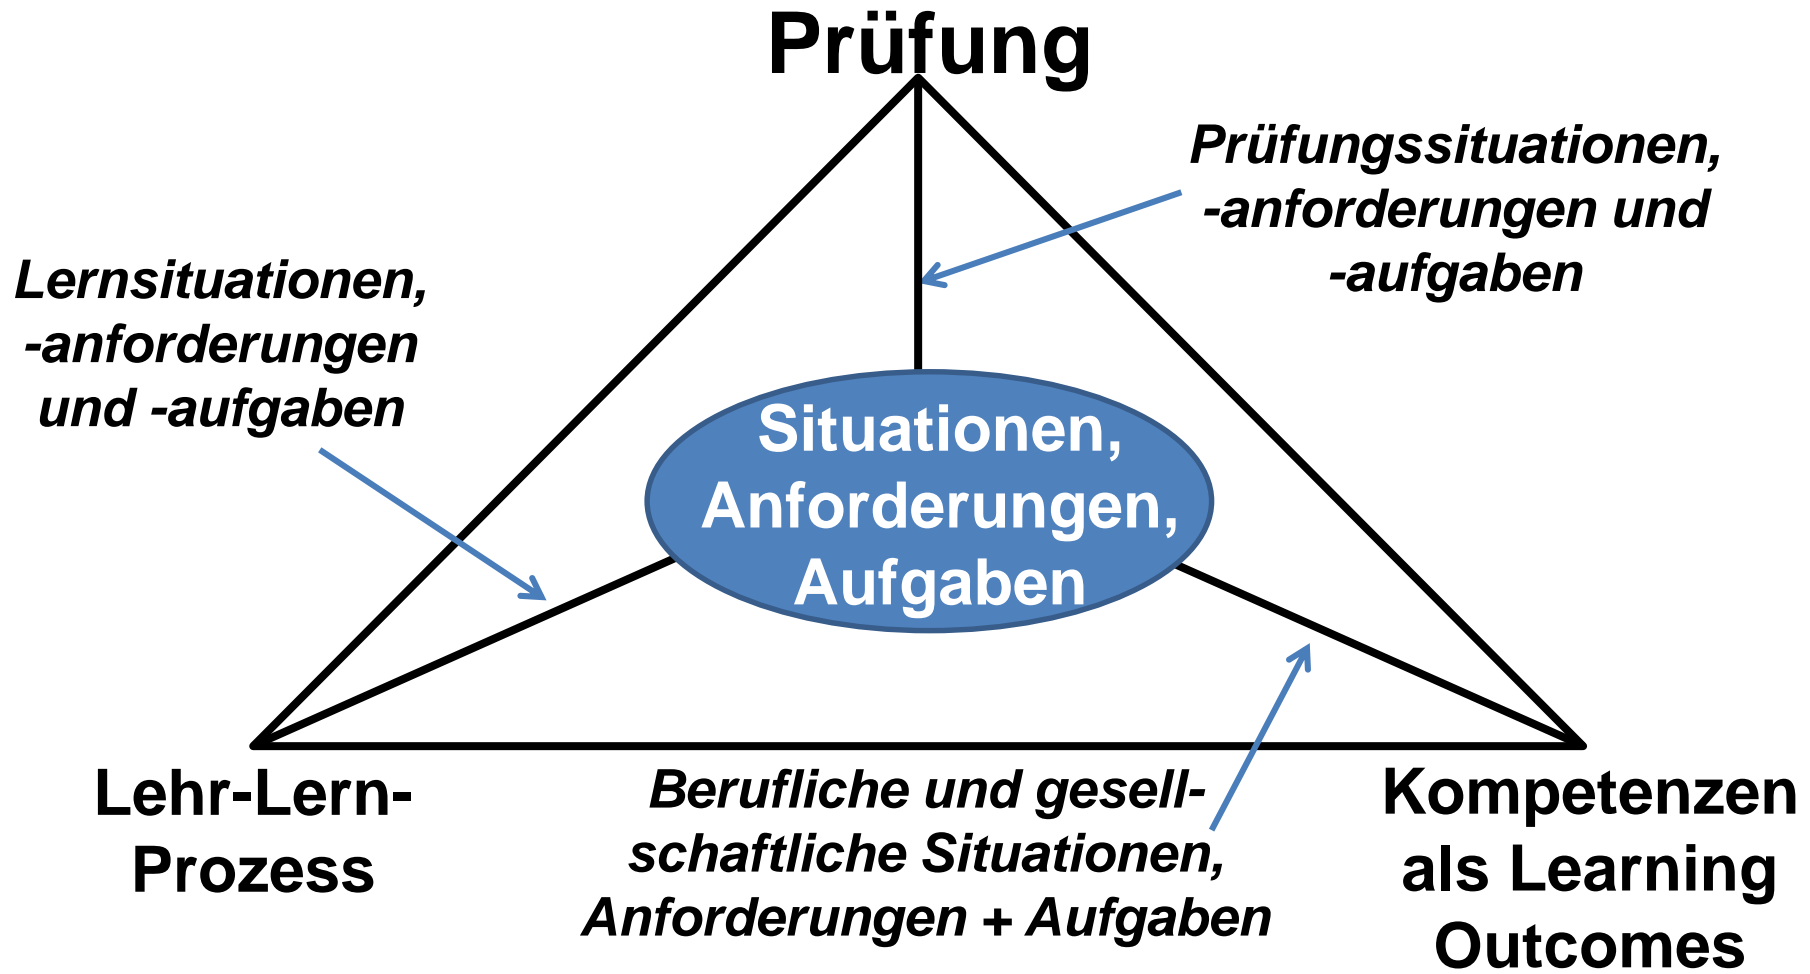 Prüfung
Prüfungssituationen,
-anforderungen und
-aufgaben
Lernsituationen,
-anforderungen
und -aufgaben
Situationen,
Anforderungen,
Aufgaben
Lehr-Lern-
Prozess
Berufliche und gesell-
schaftliche Situationen,
Anforderungen + Aufgaben
Kompetenzen
als Learning
Outcomes